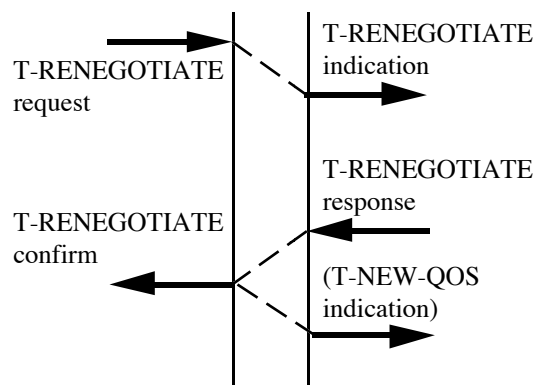 T-RENEGOTIATE
request
T-RENEGOTIATE
indication
T-RENEGOTIATE
response
T-RENEGOTIATE
confirm
(T-NEW-QOS
indication)